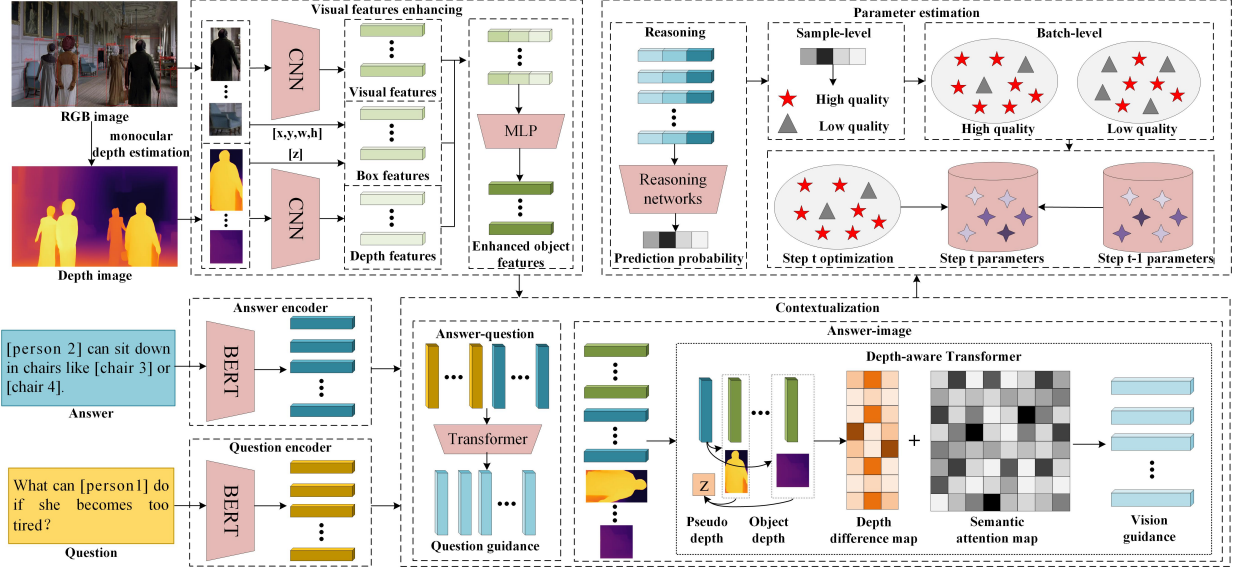 Visual features enhancing
RGB image
monocular
depth estimation
Depth image
CNN
CNN
[x,y,w,h]
[z]
Visual features
Box features
Depth features
MLP
Enhanced object
features
Parameter estimation
Reasoning
Reasoning
networks
Prediction probability
Sample-level
High quality
Low quality
Batch-level
High quality
Low quality
Step t optimization
Step t parameters
Step t-1 parameters
Answer encoder
[person 2] can sit down
in chairs like [chair 3] or
[chair 4].
Answer
BERT
Question encoder
What can [person1] do
if she becomes too
tired?
Question
BERT
Contextualization
Answer-question
Transformer
Question guidance
Answer-image
Depth-aware Transformer
z
Pseudo
depth
Object
depth
+
Depth
difference map
Semantic
attention map
Vision
guidance